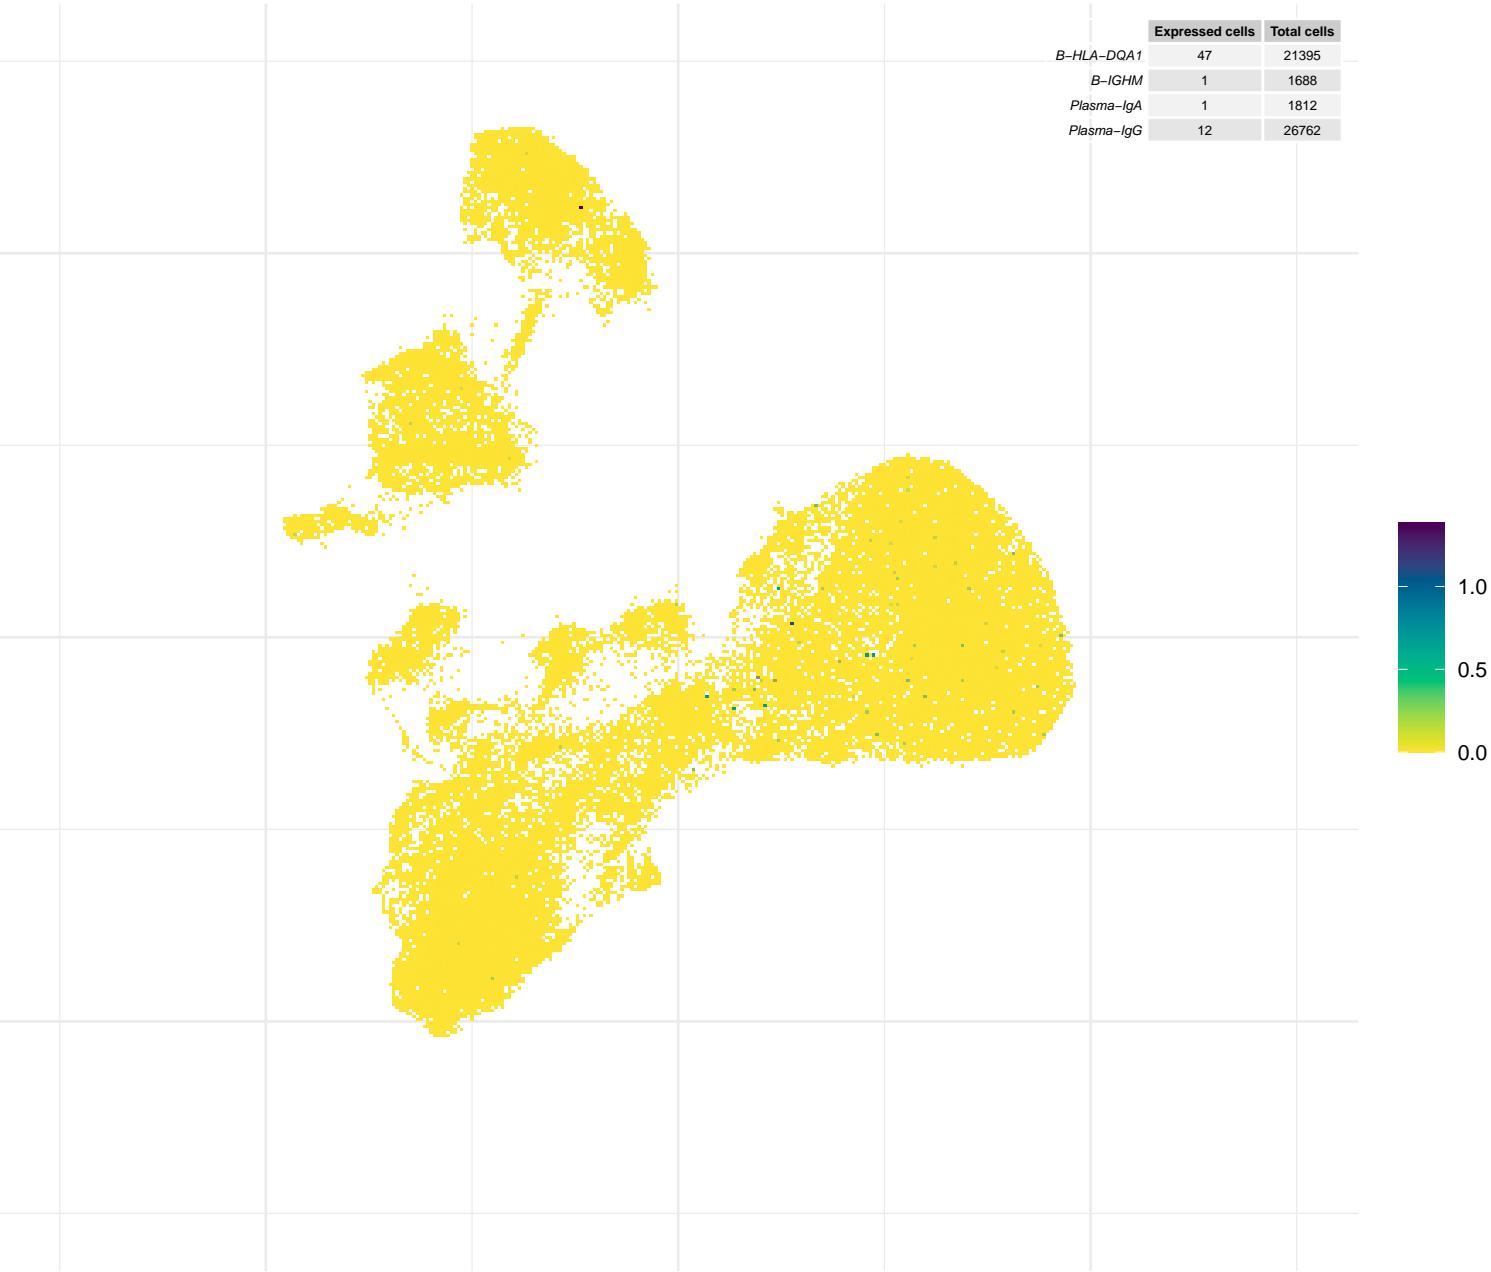 Expressed cells Total cells
B−HLA−DQA1 47 21395
B−IGHM 1 1688
Plasma−IgA 1 1812
Plasma−IgG 12 26762
1.0
0.5
0.0